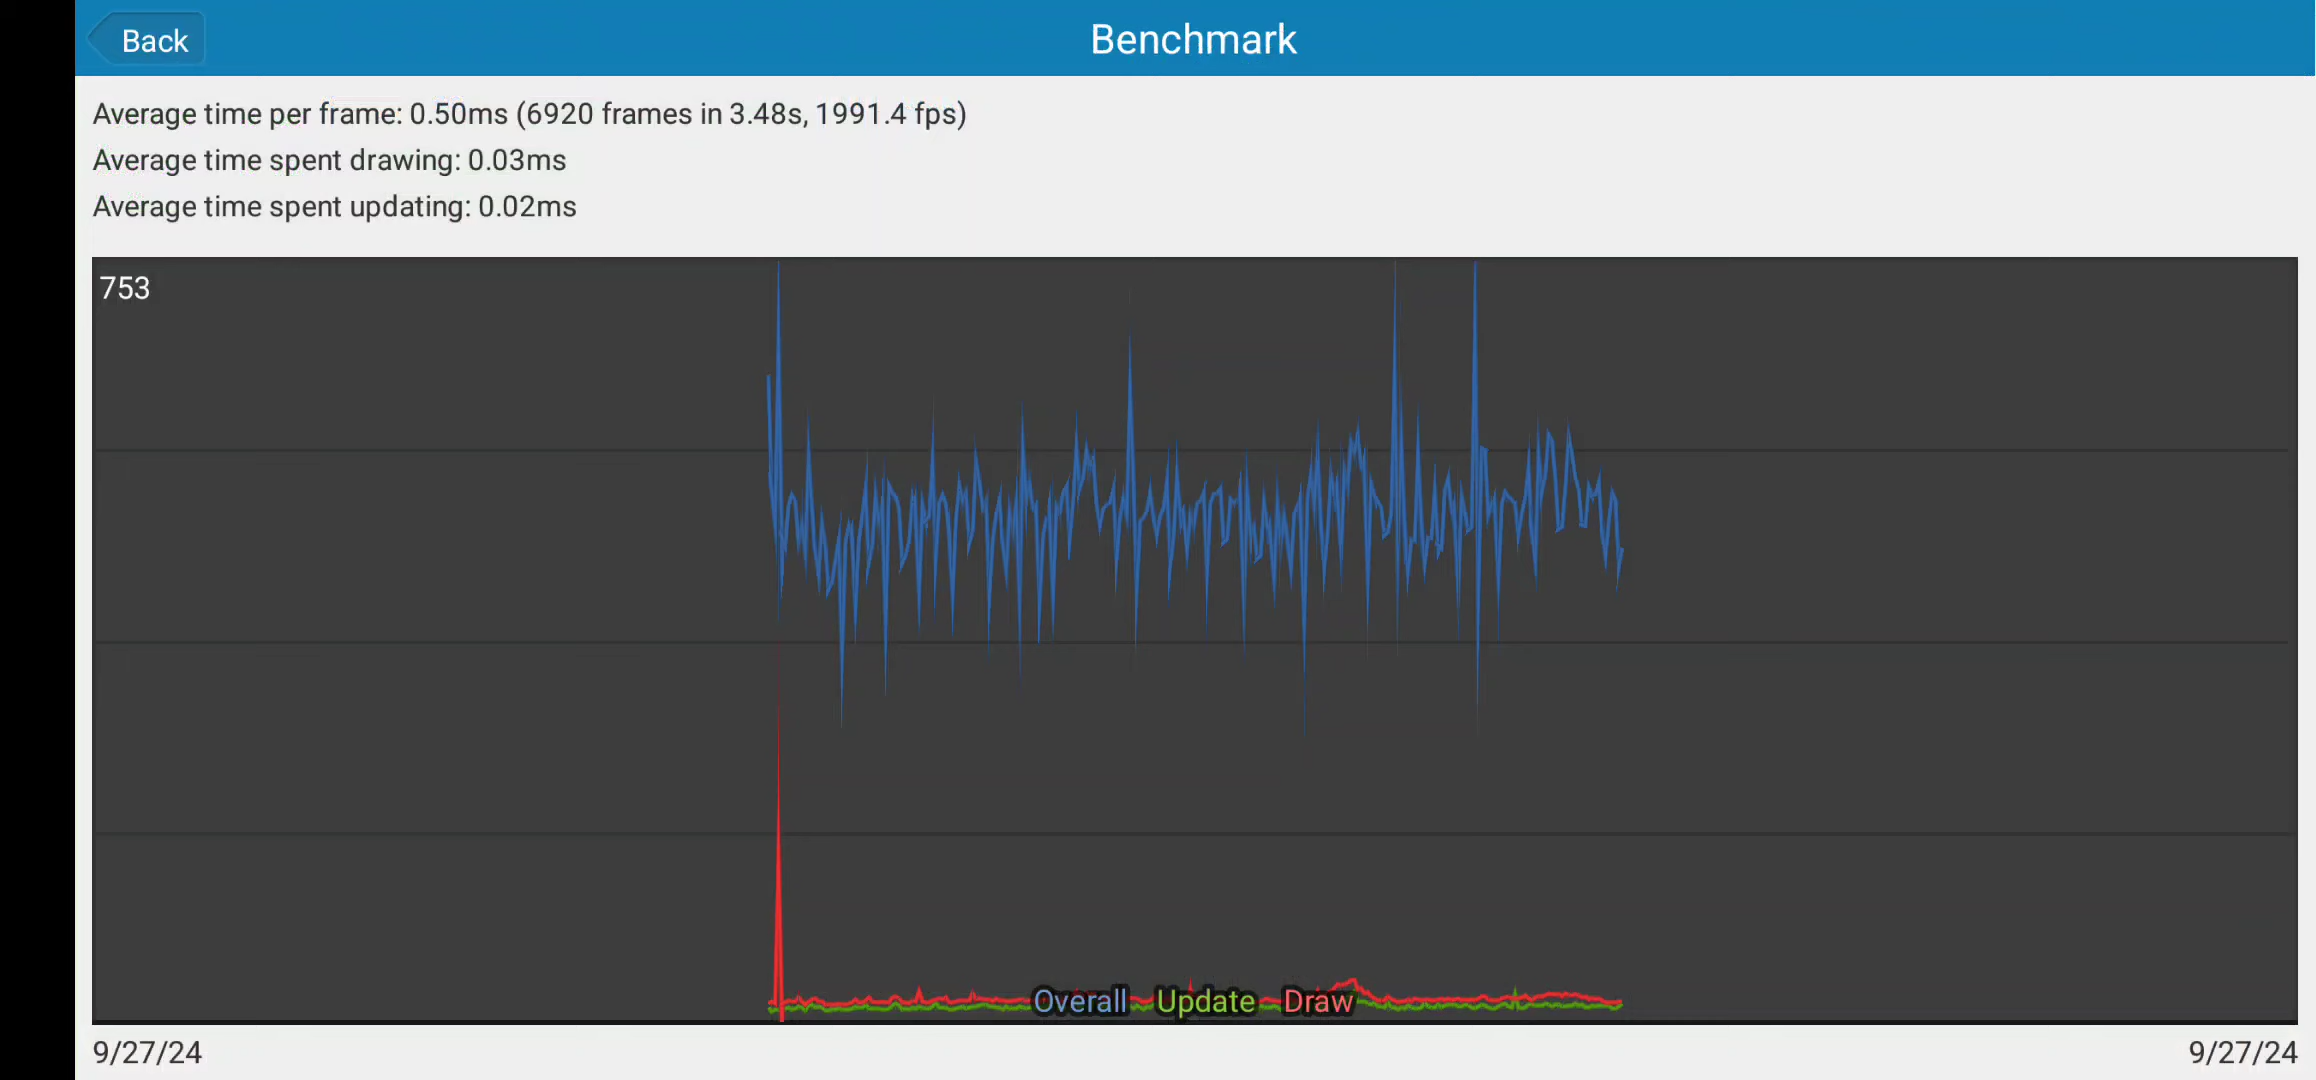 Back
Benchmark
Average time per frame: 0.50ms (6920 frames in 3.48s, 1991.4 fps)
Average time spent drawing: 0.03ms
Average time spent updating: 0.02ms
753
Overall Update Draw
9/27/24
9/27/24